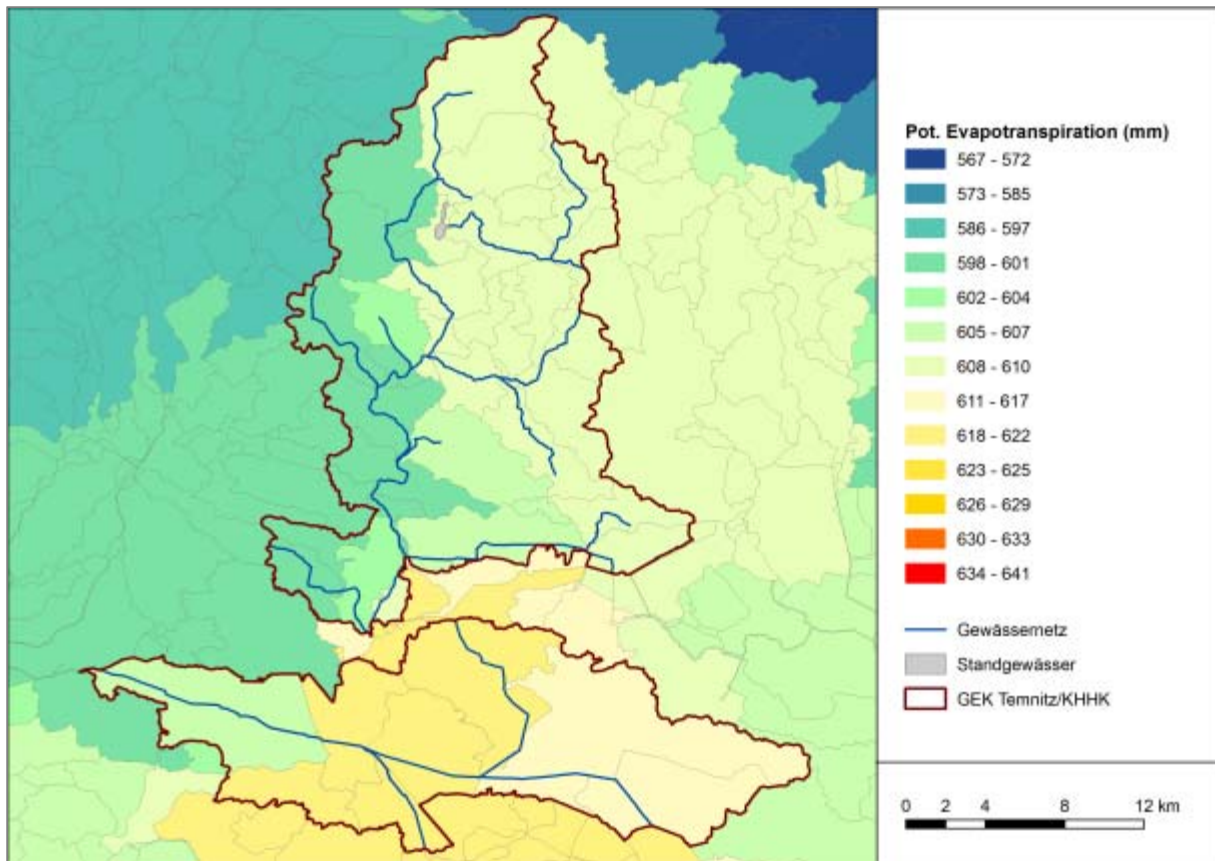 Pot. Evapotranspiration (mm)
567 - 572
573 - 585
586 - 597
598 - 601
602 - 604
605 - 607
608 - 610
611 - 617
618 - 622
623 - 625
626 - 629
630 - 633
634 - 641
Gewässernetz
Standgewässer
GEK Temnitz/KHHK
0 2 4 8 12 km